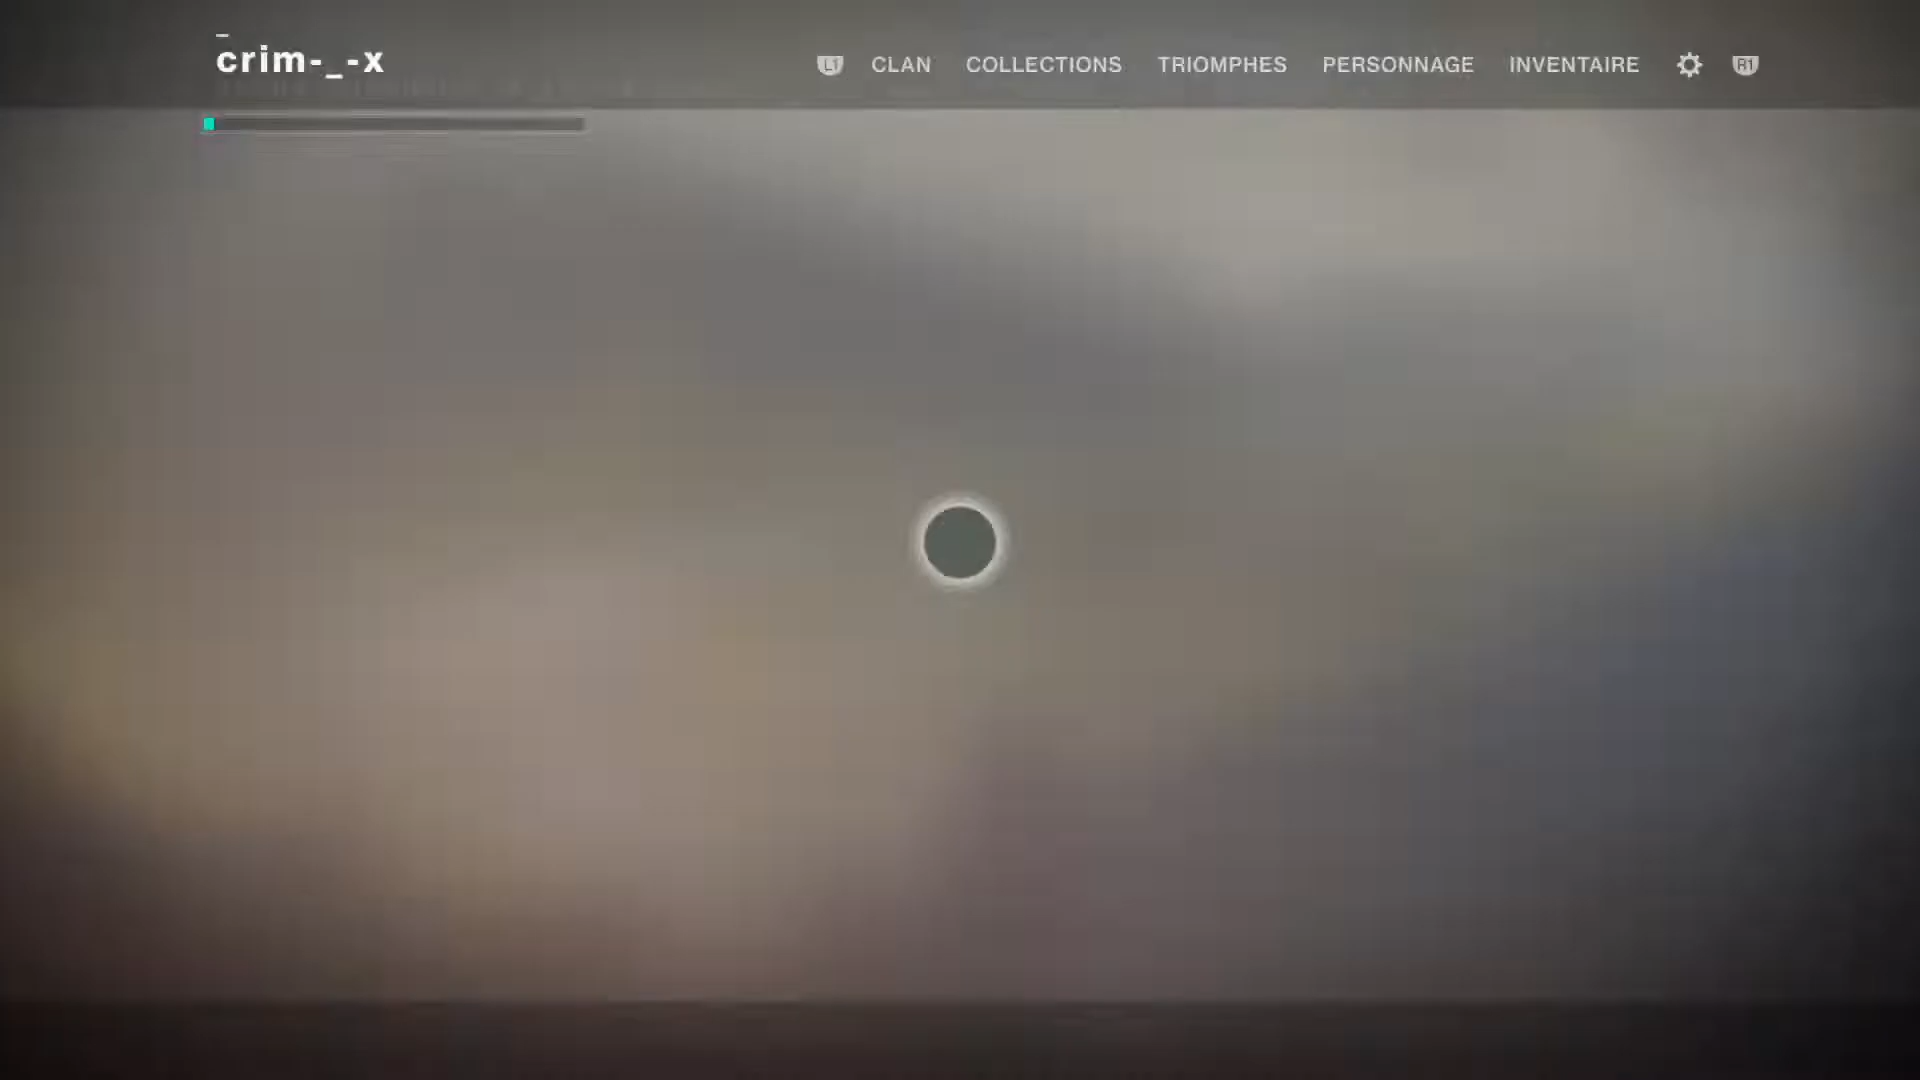 crim-_-x
L1 CLAN COLLECTIONS TRIOMPHES PERSONNAGE INVENTAIRE R1